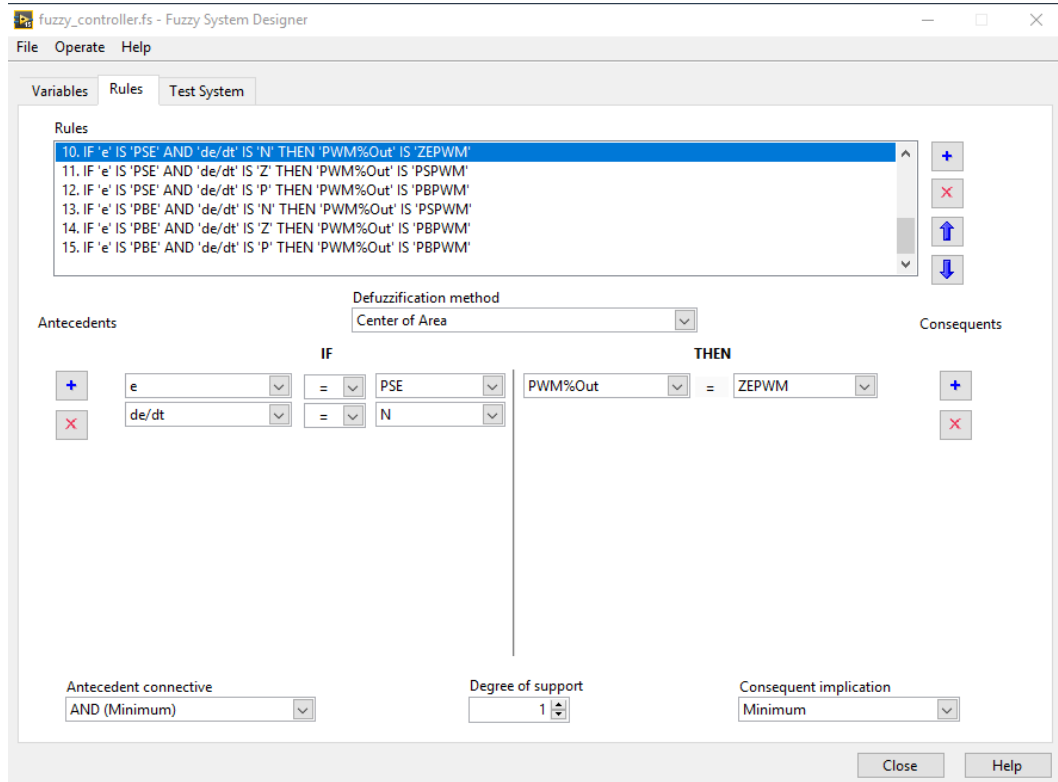 fuzzy_controller.fs - Fuzzy System Designer
File Operate Help
Variables Rules Test System
Rules
10. IF 'e' IS 'PSE' AND 'de/dt' IS 'N' THEN 'PWM%Out' IS 'ZEPWM'
11. IF 'e' IS 'PSE' AND 'de/dt' IS 'Z' THEN 'PWM%Out' IS 'PSPWM'
12. IF 'e' IS 'PSE' AND 'de/dt' IS 'P' THEN 'PWM%Out' IS 'PBPWM'
13. IF 'e' IS 'PBE' AND 'de/dt' IS 'N' THEN 'PWM%Out' IS 'PSPWM'
14. IF 'e' IS 'PBE' AND 'de/dt' IS 'Z' THEN 'PWM%Out' IS 'PBPWM'
15. IF 'e' IS 'PBE' AND 'de/dt' IS 'P' THEN 'PWM%Out' IS 'PBPWM'
Defuzzification method
Center of Area
Antecedents Consequents
IF THEN
e = PSE PWM%Out = ZEPWM
de/dt = N
Antecedent connective Degree of support Consequent implication
AND (Minimum) 1 Minimum
Close Help